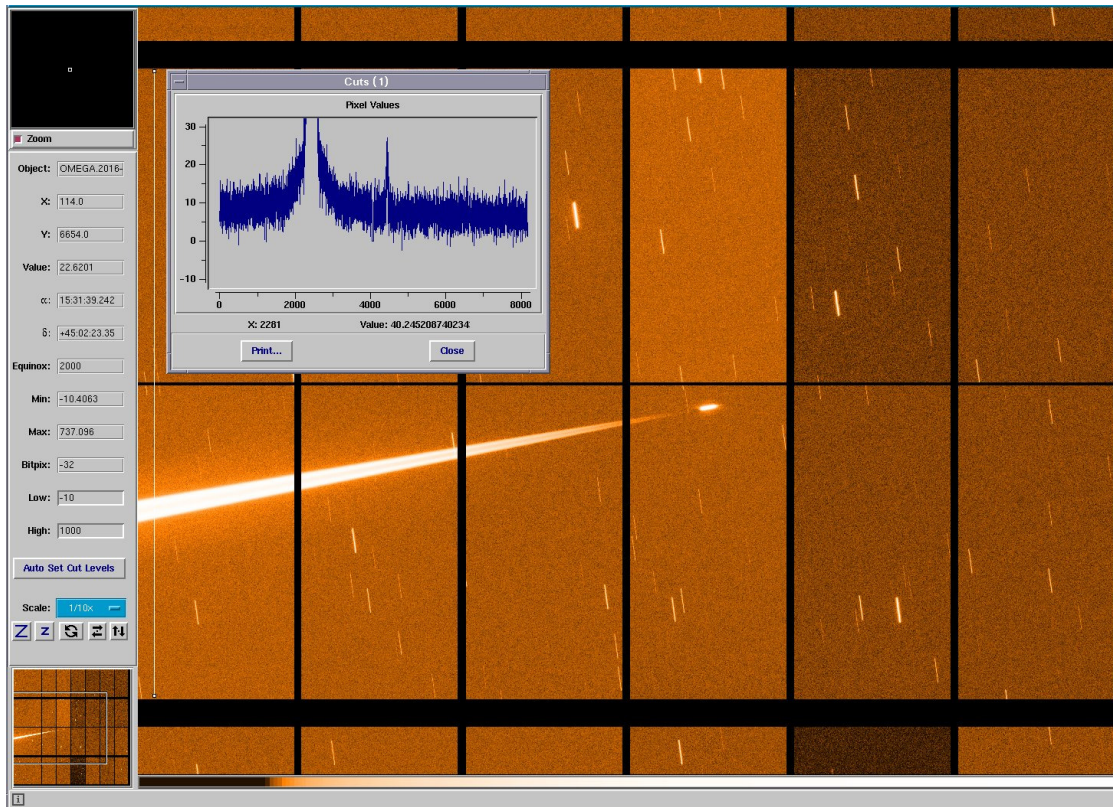 Cuts (1)
Pixel Values
30
20
10
0
-10
0 2000 4000 6000 8000
X: 2281 Value: 40.245208740234
Print... Close
Zoom
Object: OMEGA.2016-
X: 114.0
Y: 6654.0
Value: 22.6201
α: 15:31:39.242
δ: +45:02:23.35
Equinox: 2000
Min: -10.4063
Max: 737.096
Bitpix: -32
Low: -10
High: 1000
Auto Set Cut Levels
Scale: 1/10x
Z z
i